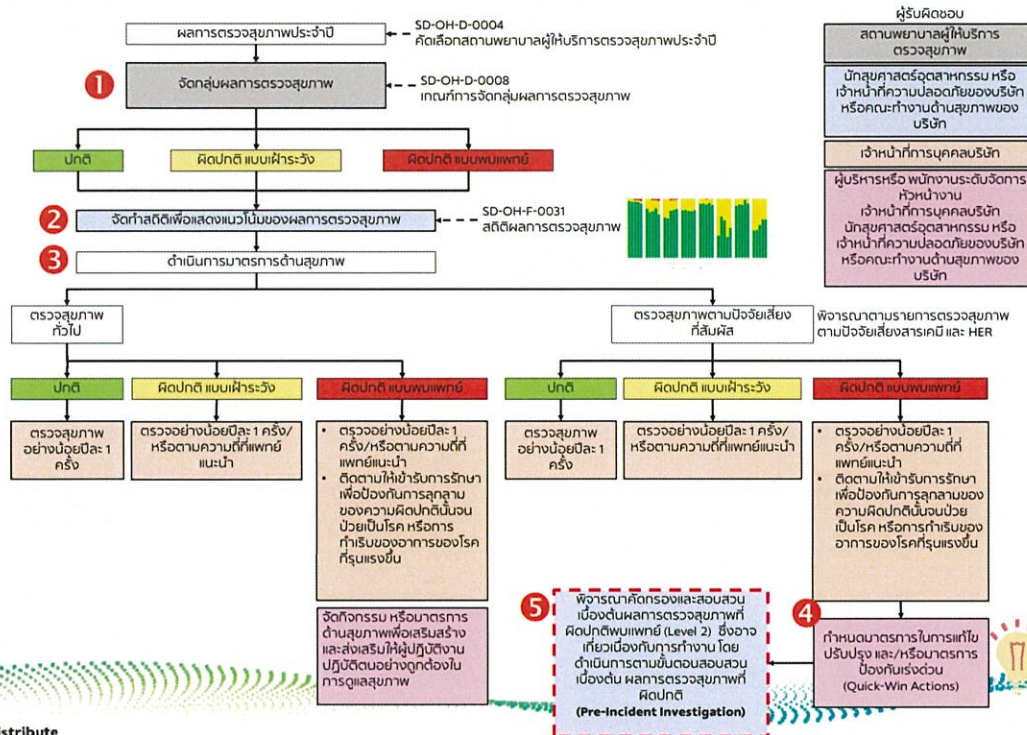 ผลการตรวจสุขภาพประจำปี
SD-OH-D-0004
คัดเลือกสถานพยาบาลผู้ให้บริการตรวจสุขภาพประจำปี
1
จัดกลุ่มผลการตรวจสุขภาพ
SD-OH-D-0008
เกณฑ์การจัดกลุ่มผลการตรวจสุขภาพ
ปกติ
ผิดปกติ แบบเฝ้าระวัง
ผิดปกติ แบบพบแพทย์
2
จัดทำสถิติเพื่อแสดงแนวโน้มของผลการตรวจสุขภาพ
SD-OH-F-0031
สถิติผลการตรวจสุขภาพ
3
ดำเนินการมาตรการด้านสุขภาพ
ผู้รับผิดชอบ
สถานพยาบาลผู้ให้บริการ
ตรวจสุขภาพ
นักสุขศาสตร์อุตสาหกรรม หรือ
เจ้าหน้าที่ความปลอดภัยของบริษัท
หรือคณะทำงานด้านสุขภาพของ
บริษัท
เจ้าหน้าที่การบุคคลบริษัท
ผู้บริหารหรือ พนักงานระดับจัดการ
หัวหน้างาน
เจ้าหน้าที่การบุคคลบริษัท
นักสุขศาสตร์อุตสาหกรรม หรือ
เจ้าหน้าที่ความปลอดภัยของบริษัท
หรือคณะทำงานด้านสุขภาพของ
บริษัท
ตรวจสุขภาพ
ทั่วไป
ตรวจสุขภาพตามปัจจัยเสี่ยง
ที่สัมผัส
พิจารณาตามรายการตรวจสุขภาพ
ตามปัจจัยเสี่ยงสารเคมี และ HER
ปกติ
ผิดปกติ แบบเฝ้าระวัง
ผิดปกติ แบบพบแพทย์
ปกติ
ผิดปกติ แบบเฝ้าระวัง
ผิดปกติ แบบพบแพทย์
ตรวจสุขภาพ
อย่างน้อยปีละ 1
ครั้ง
ตรวจอย่างน้อยปีละ 1 ครั้ง/
หรือตามความถี่ที่แพทย์
แนะนำ
• ตรวจอย่างน้อยปีละ 1
ครั้ง/หรือตามความถี่ที่
แพทย์แนะนำ
• ติดตามให้เข้ารับการรักษา
เพื่อป้องกันการลุกลาม
ของความผิดปกตินั้นจน
ป่วยเป็นโรค หรือการ
กำเริบของอาการของโรค
ที่รุนแรงขึ้น
ตรวจสุขภาพ
อย่างน้อยปีละ 1
ครั้ง
ตรวจอย่างน้อยปีละ 1 ครั้ง/
หรือตามความถี่ที่แพทย์
แนะนำ
• ตรวจอย่างน้อยปีละ 1
ครั้ง/หรือตามความถี่ที่
แพทย์แนะนำ
• ติดตามให้เข้ารับการรักษา
เพื่อป้องกันการลุกลามของ
ความผิดปกตินั้นจนป่วย
เป็นโรค หรือการกำเริบของ
อาการของโรคที่รุนแรงขึ้น
จัดกิจกรรม หรือมาตรการ
ด้านสุขภาพเพื่อเสริมสร้าง
และส่งเสริมให้ผู้ปฏิบัติงาน
ปฏิบัติตนอย่างถูกต้องใน
การดูแลสุขภาพ
5
พิจารณาคัดกรองและสอบสวน
เบื้องต้นผลการตรวจสุขภาพที่
ผิดปกติพบแพทย์ (Level 2) ซึ่งอาจ
เกี่ยวเนื่องกับการทำงาน โดย
ดำเนินการตามขั้นตอนสอบสวน
เบื้องต้น ผลการตรวจสุขภาพที่
ผิดปกติ
(Pre-Incident Investigation)
4
กำหนดมาตรการในการแก้ไข
ปรับปรุง และ/หรือมาตรการ
ป้องกันเร่งด่วน
(Quick-Win Actions)
istribute